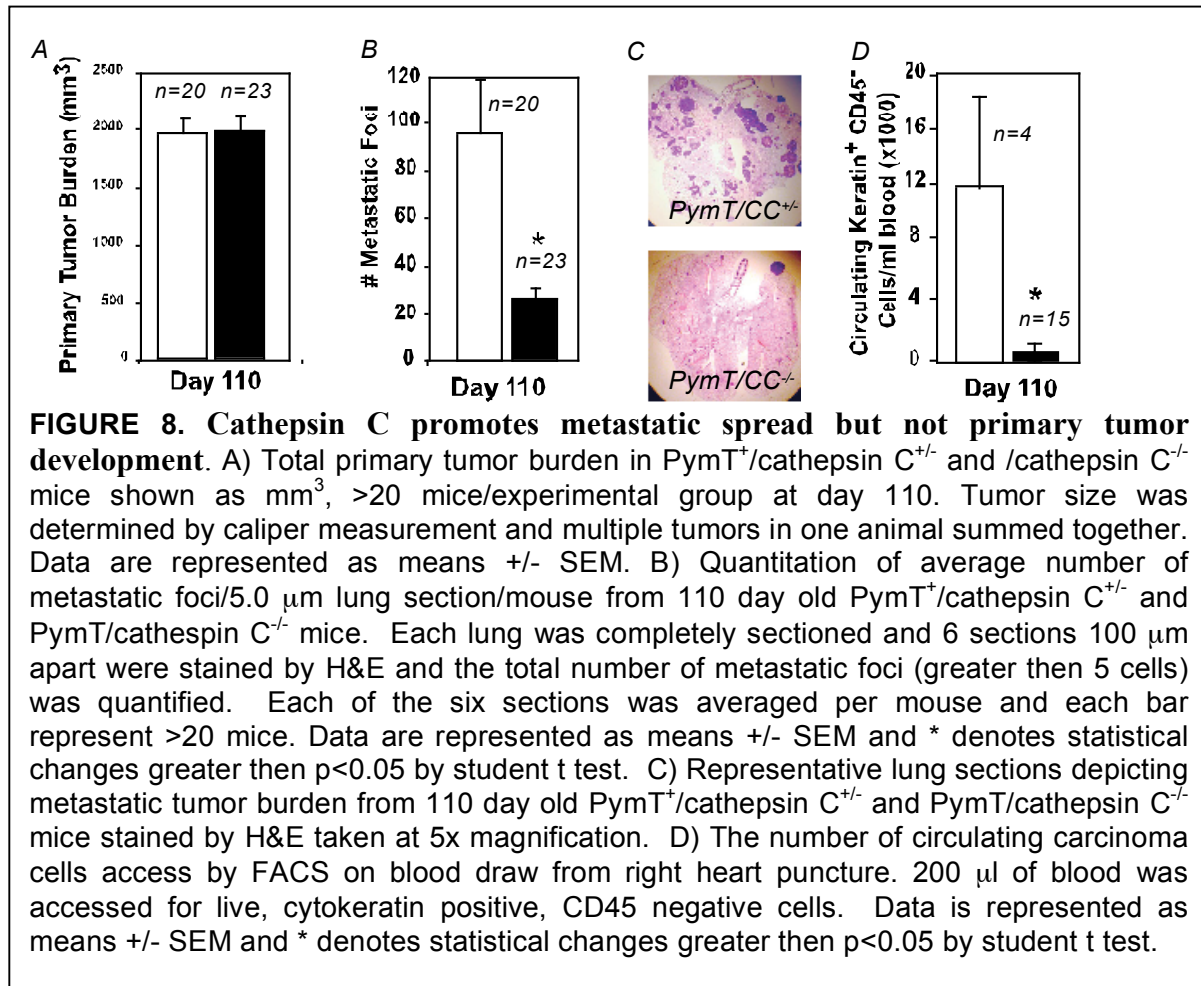 A
B
C
D
Primary Tumor Burden (mm³)
2500
2000
1500
1000
500
0
n=20 n=23
Day 110
# Metastatic Foci
120
100
80
60
40
20
0
n=20
*
n=23
Day 110
PymT/CC+/-
PymT/CC-/-
Circulating Keratin+ CD45-
Cells/ml blood (x1000)
20
16
12
8
4
0
n=4
*
n=15
Day 110
FIGURE 8. Cathepsin C promotes metastatic spread but not primary tumor
development. A) Total primary tumor burden in PymT+/cathepsin C+/- and /cathepsin C-/-
mice shown as mm³, >20 mice/experimental group at day 110. Tumor size was
determined by caliper measurement and multiple tumors in one animal summed together.
Data are represented as means +/- SEM. B) Quantitation of average number of
metastatic foci/5.0 μm lung section/mouse from 110 day old PymT+/cathepsin C+/- and
PymT/cathespin C-/- mice. Each lung was completely sectioned and 6 sections 100 μm
apart were stained by H&E and the total number of metastatic foci (greater then 5 cells)
was quantified. Each of the six sections was averaged per mouse and each bar
represent >20 mice. Data are represented as means +/- SEM and * denotes statistical
changes greater then p<0.05 by student t test. C) Representative lung sections depicting
metastatic tumor burden from 110 day old PymT+/cathepsin C+/- and PymT/cathepsin C-/-
mice stained by H&E taken at 5x magnification. D) The number of circulating carcinoma
cells access by FACS on blood draw from right heart puncture. 200 μl of blood was
accessed for live, cytokeratin positive, CD45 negative cells. Data is represented as
means +/- SEM and * denotes statistical changes greater then p<0.05 by student t test.